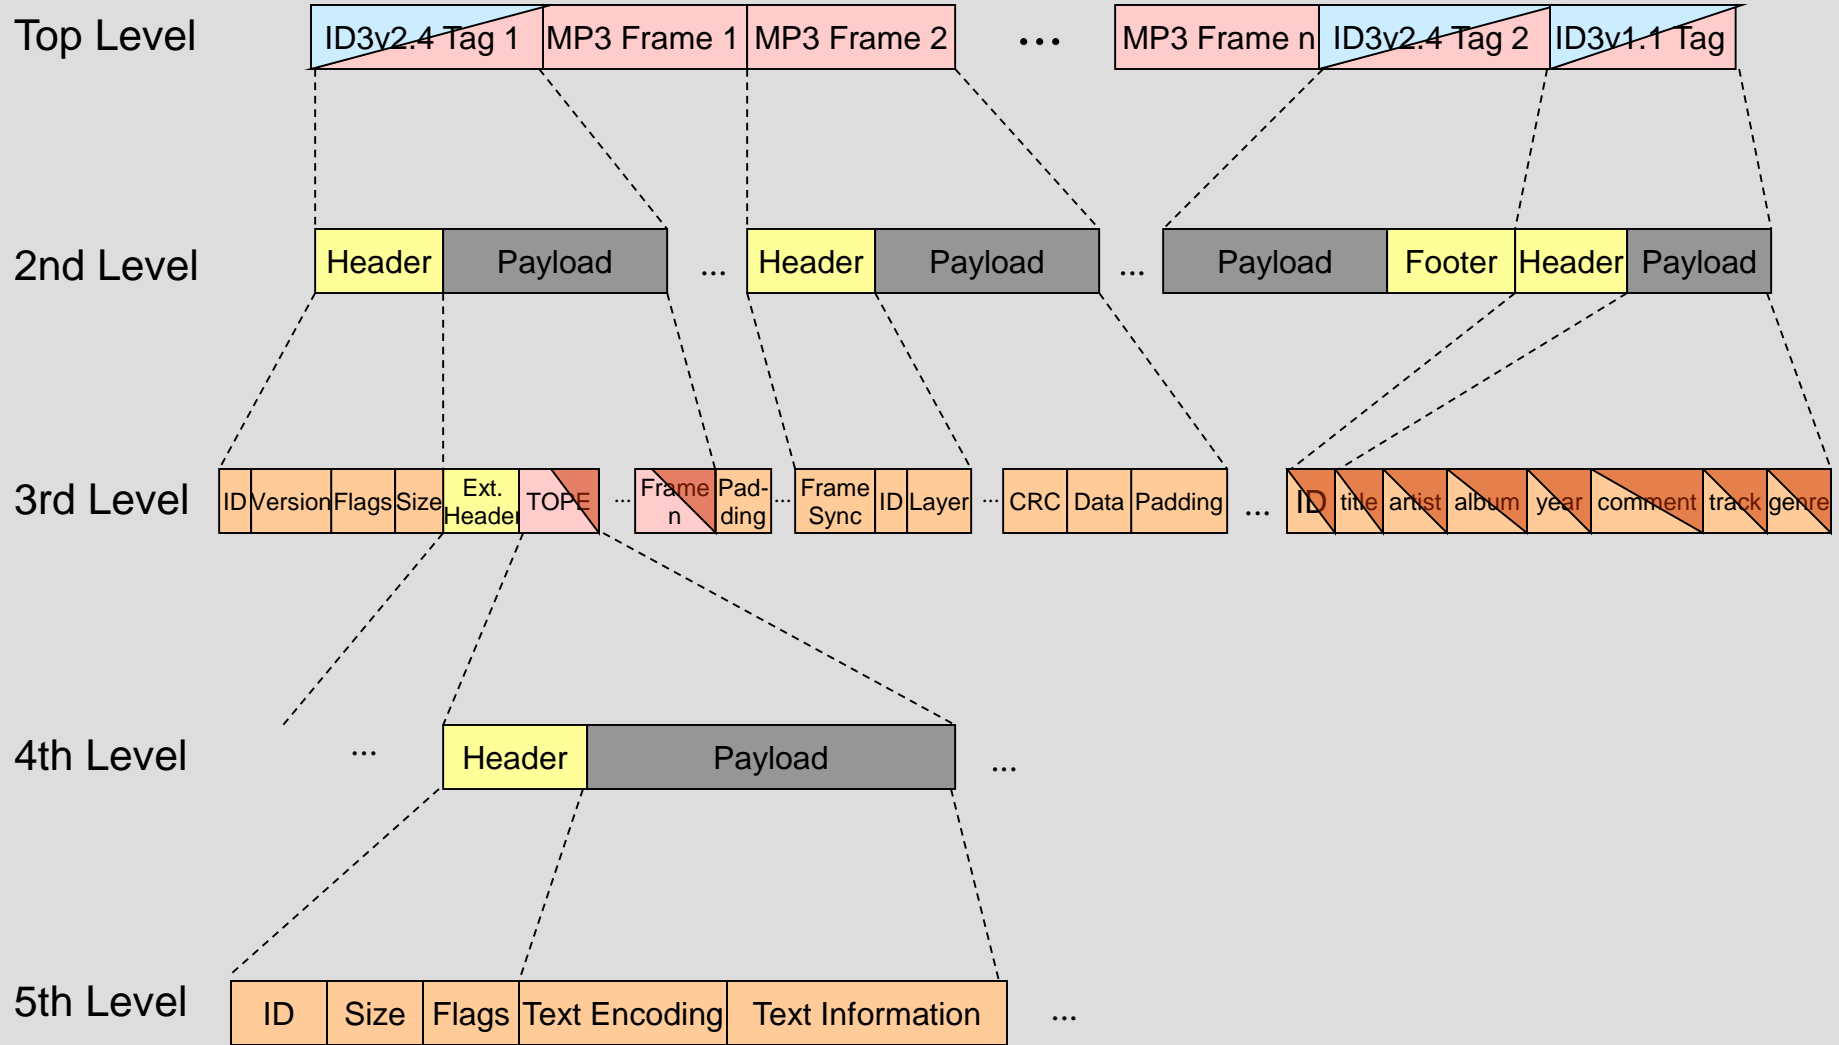 Top Level ID3v2.4 Tag 1 MP3 Frame 1 MP3 Frame 2 ... MP3 Frame n ID3v2.4 Tag 2 ID3v1.1 Tag
2nd Level Header Payload ... Header Payload ... Payload Footer Header Payload
3rd Level ID Version Flags Size Ext. Header TOPE ... Frame n Pad-ding ... Frame Sync ID Layer ... CRC Data Padding ... ID title artist album year comment track genre
4th Level ... Header Payload ...
5th Level ID Size Flags Text Encoding Text Information ...